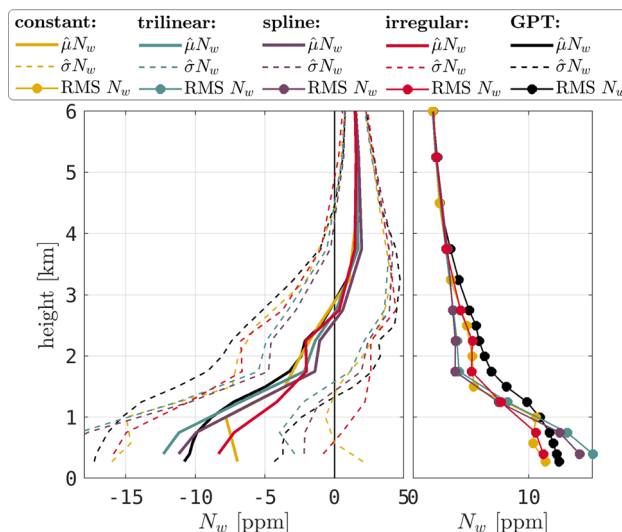 constant: trilinear: spline: irregular: GPT:
μ̂N_w μ̂N_w μ̂N_w μ̂N_w μ̂N_w
σ̂N_w σ̂N_w σ̂N_w σ̂N_w σ̂N_w
RMS N_w RMS N_w RMS N_w RMS N_w RMS N_w
6
5
4
3
2
1
0
height [km]
-15 -10 -5 0 5 0 10
N_w [ppm] N_w [ppm]